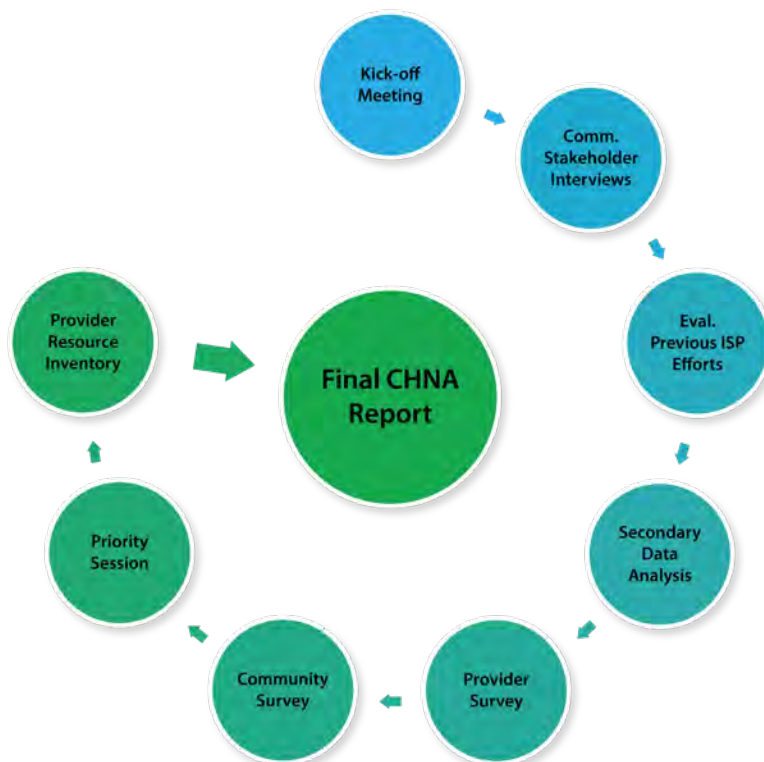 Kick-off
Meeting
Comm.
Stakeholder
Interviews
Eval.
Previous ISP
Efforts
Secondary
Data
Analysis
Provider
Survey
Community
Survey
Priority
Session
Provider
Resource
Inventory
Final CHNA
Report